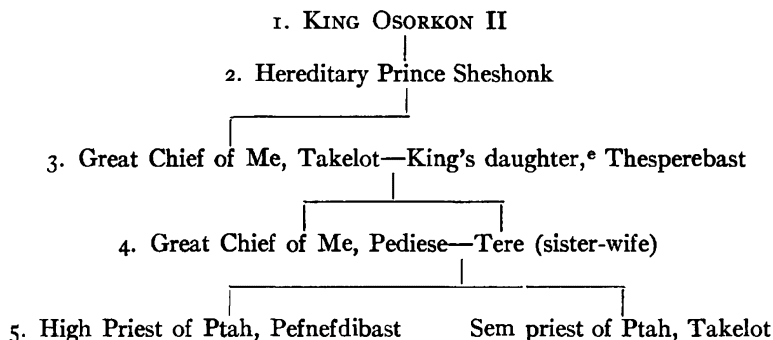 1. KING OSORKON II
2. Hereditary Prince Sheshonk
3. Great Chief of Me, Takelot—King's daughter,ᵉ Thesperebast
4. Great Chief of Me, Pediese—Tere (sister-wife)
5. High Priest of Ptah, Pefnefdibast Sem priest of Ptah, Takelot